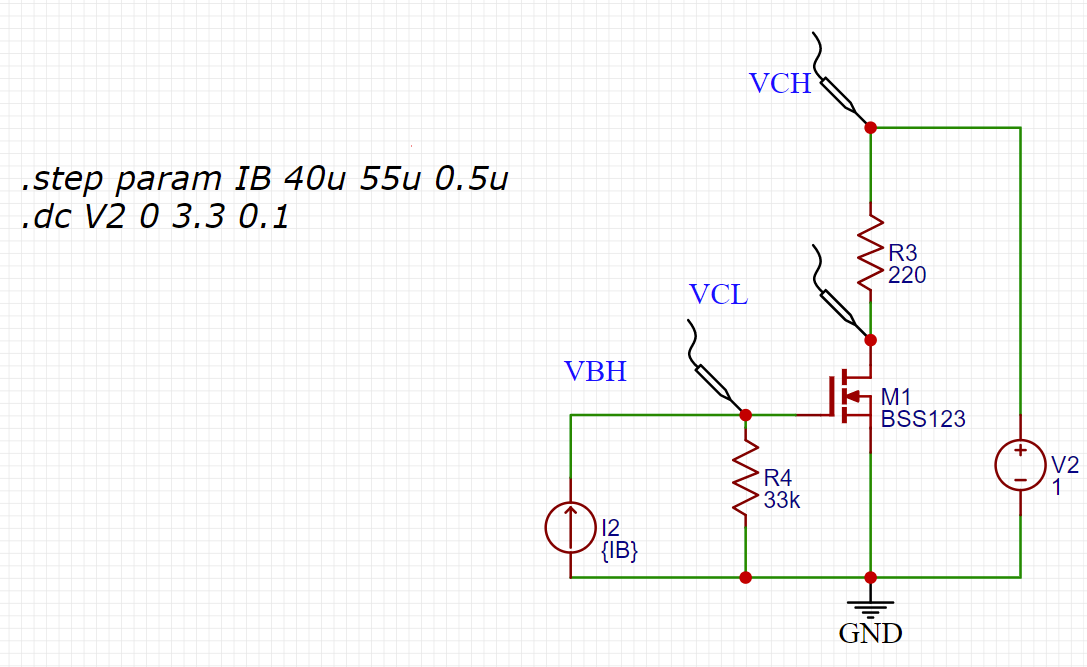 VCH
.step param IB 40u 55u 0.5u
.dc V2 0 3.3 0.1
R3
220
VCL
VBH
M1
BSS123
R4
33k
V2
1
I2
{IB}
GND